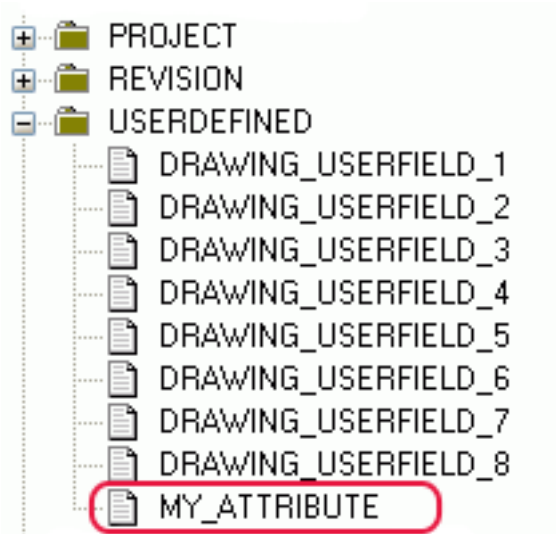 PROJECT
REVISION
USERDEFINED
DRAWING_USERFIELD_1
DRAWING_USERFIELD_2
DRAWING_USERFIELD_3
DRAWING_USERFIELD_4
DRAWING_USERFIELD_5
DRAWING_USERFIELD_6
DRAWING_USERFIELD_7
DRAWING_USERFIELD_8
MY_ATTRIBUTE